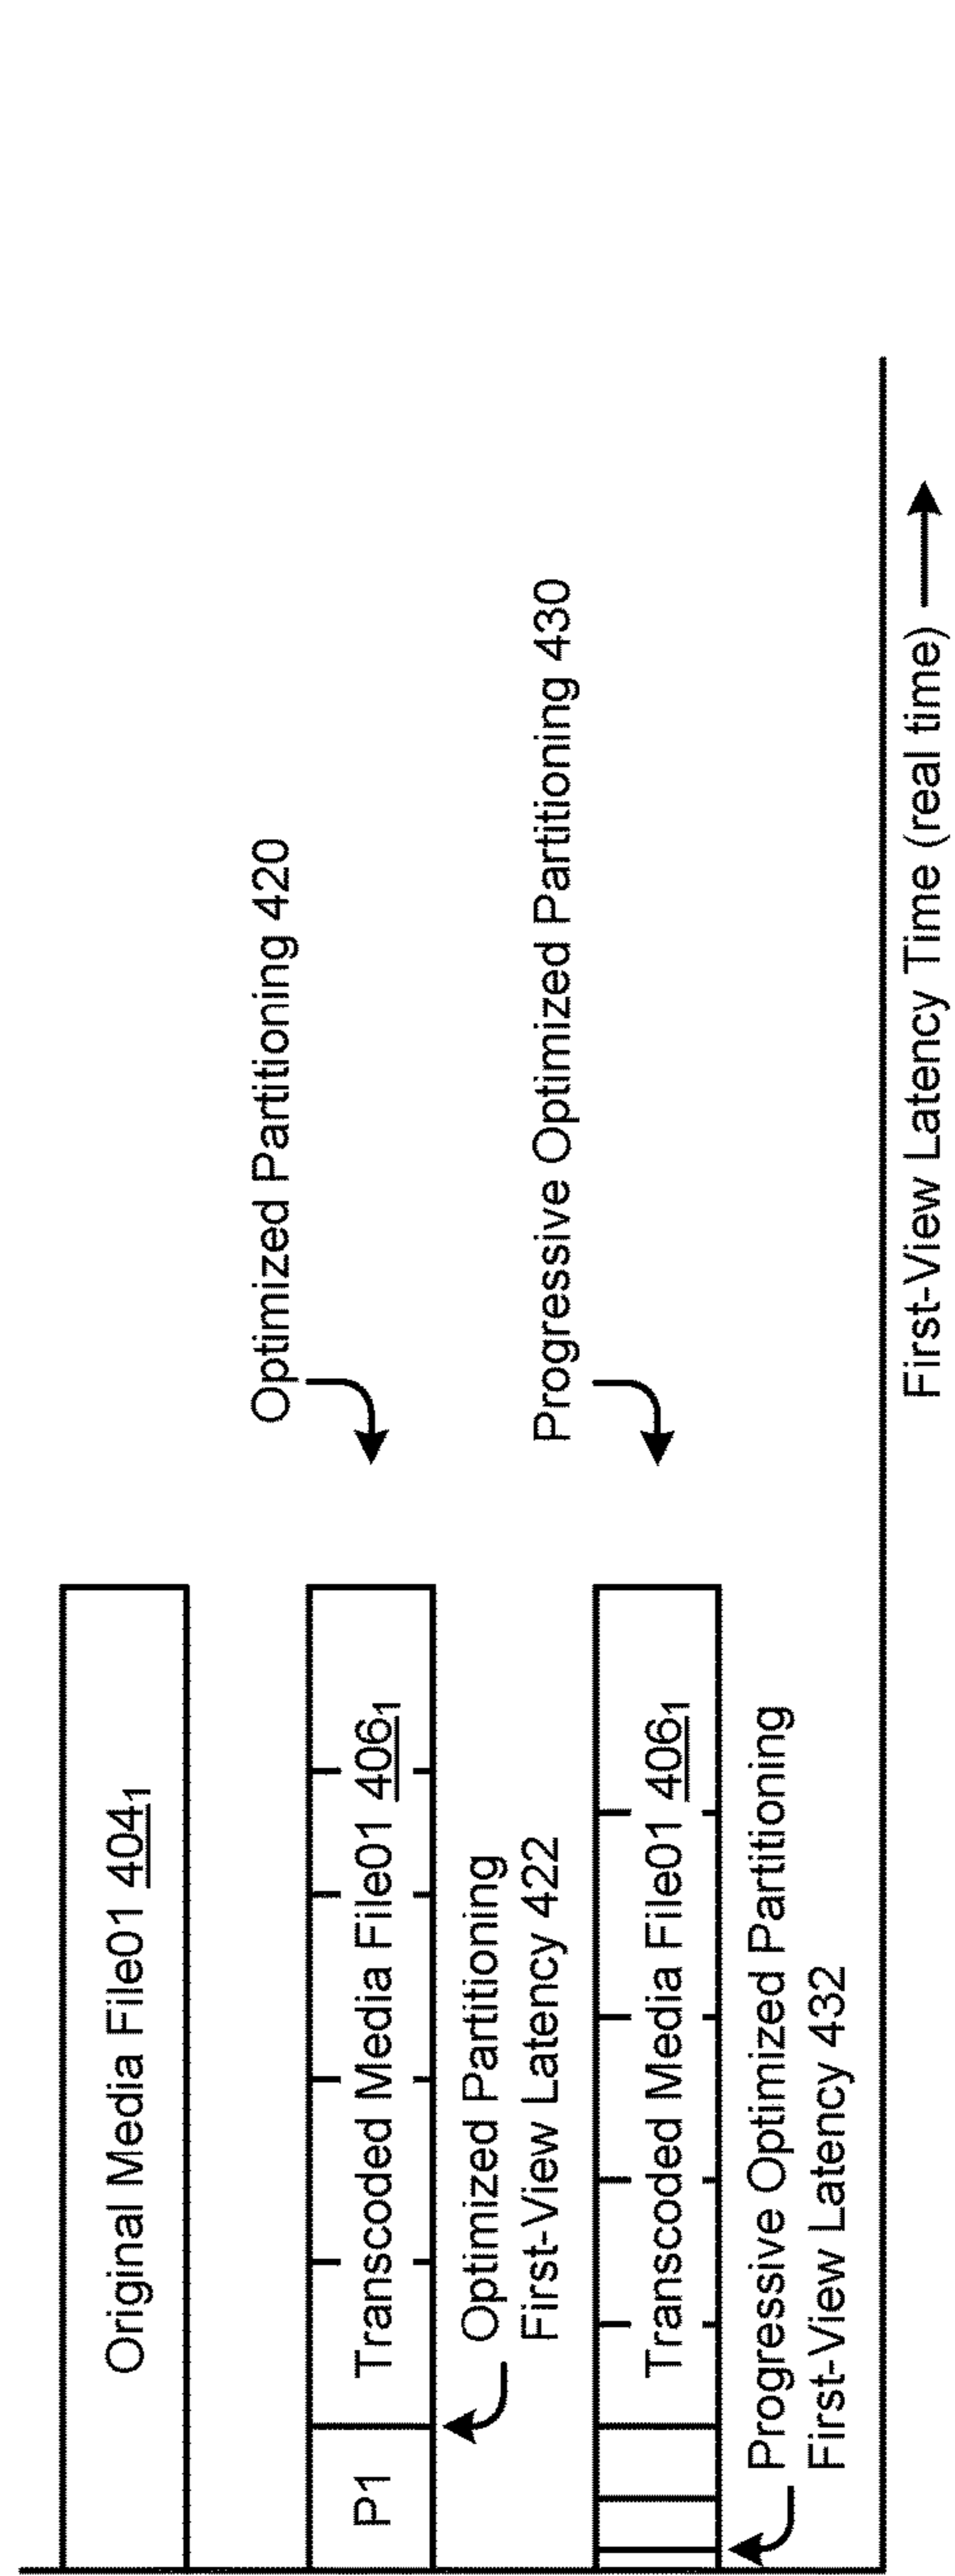 Original Media File01 404₁
Optimized Partitioning 420
P1
Transcoded Media File01 406₁
Optimized Partitioning
First-View Latency 422
Progressive Optimized Partitioning 430
Transcoded Media File01 406₁
Progressive Optimized Partitioning
First-View Latency 432
First-View Latency Time (real time)